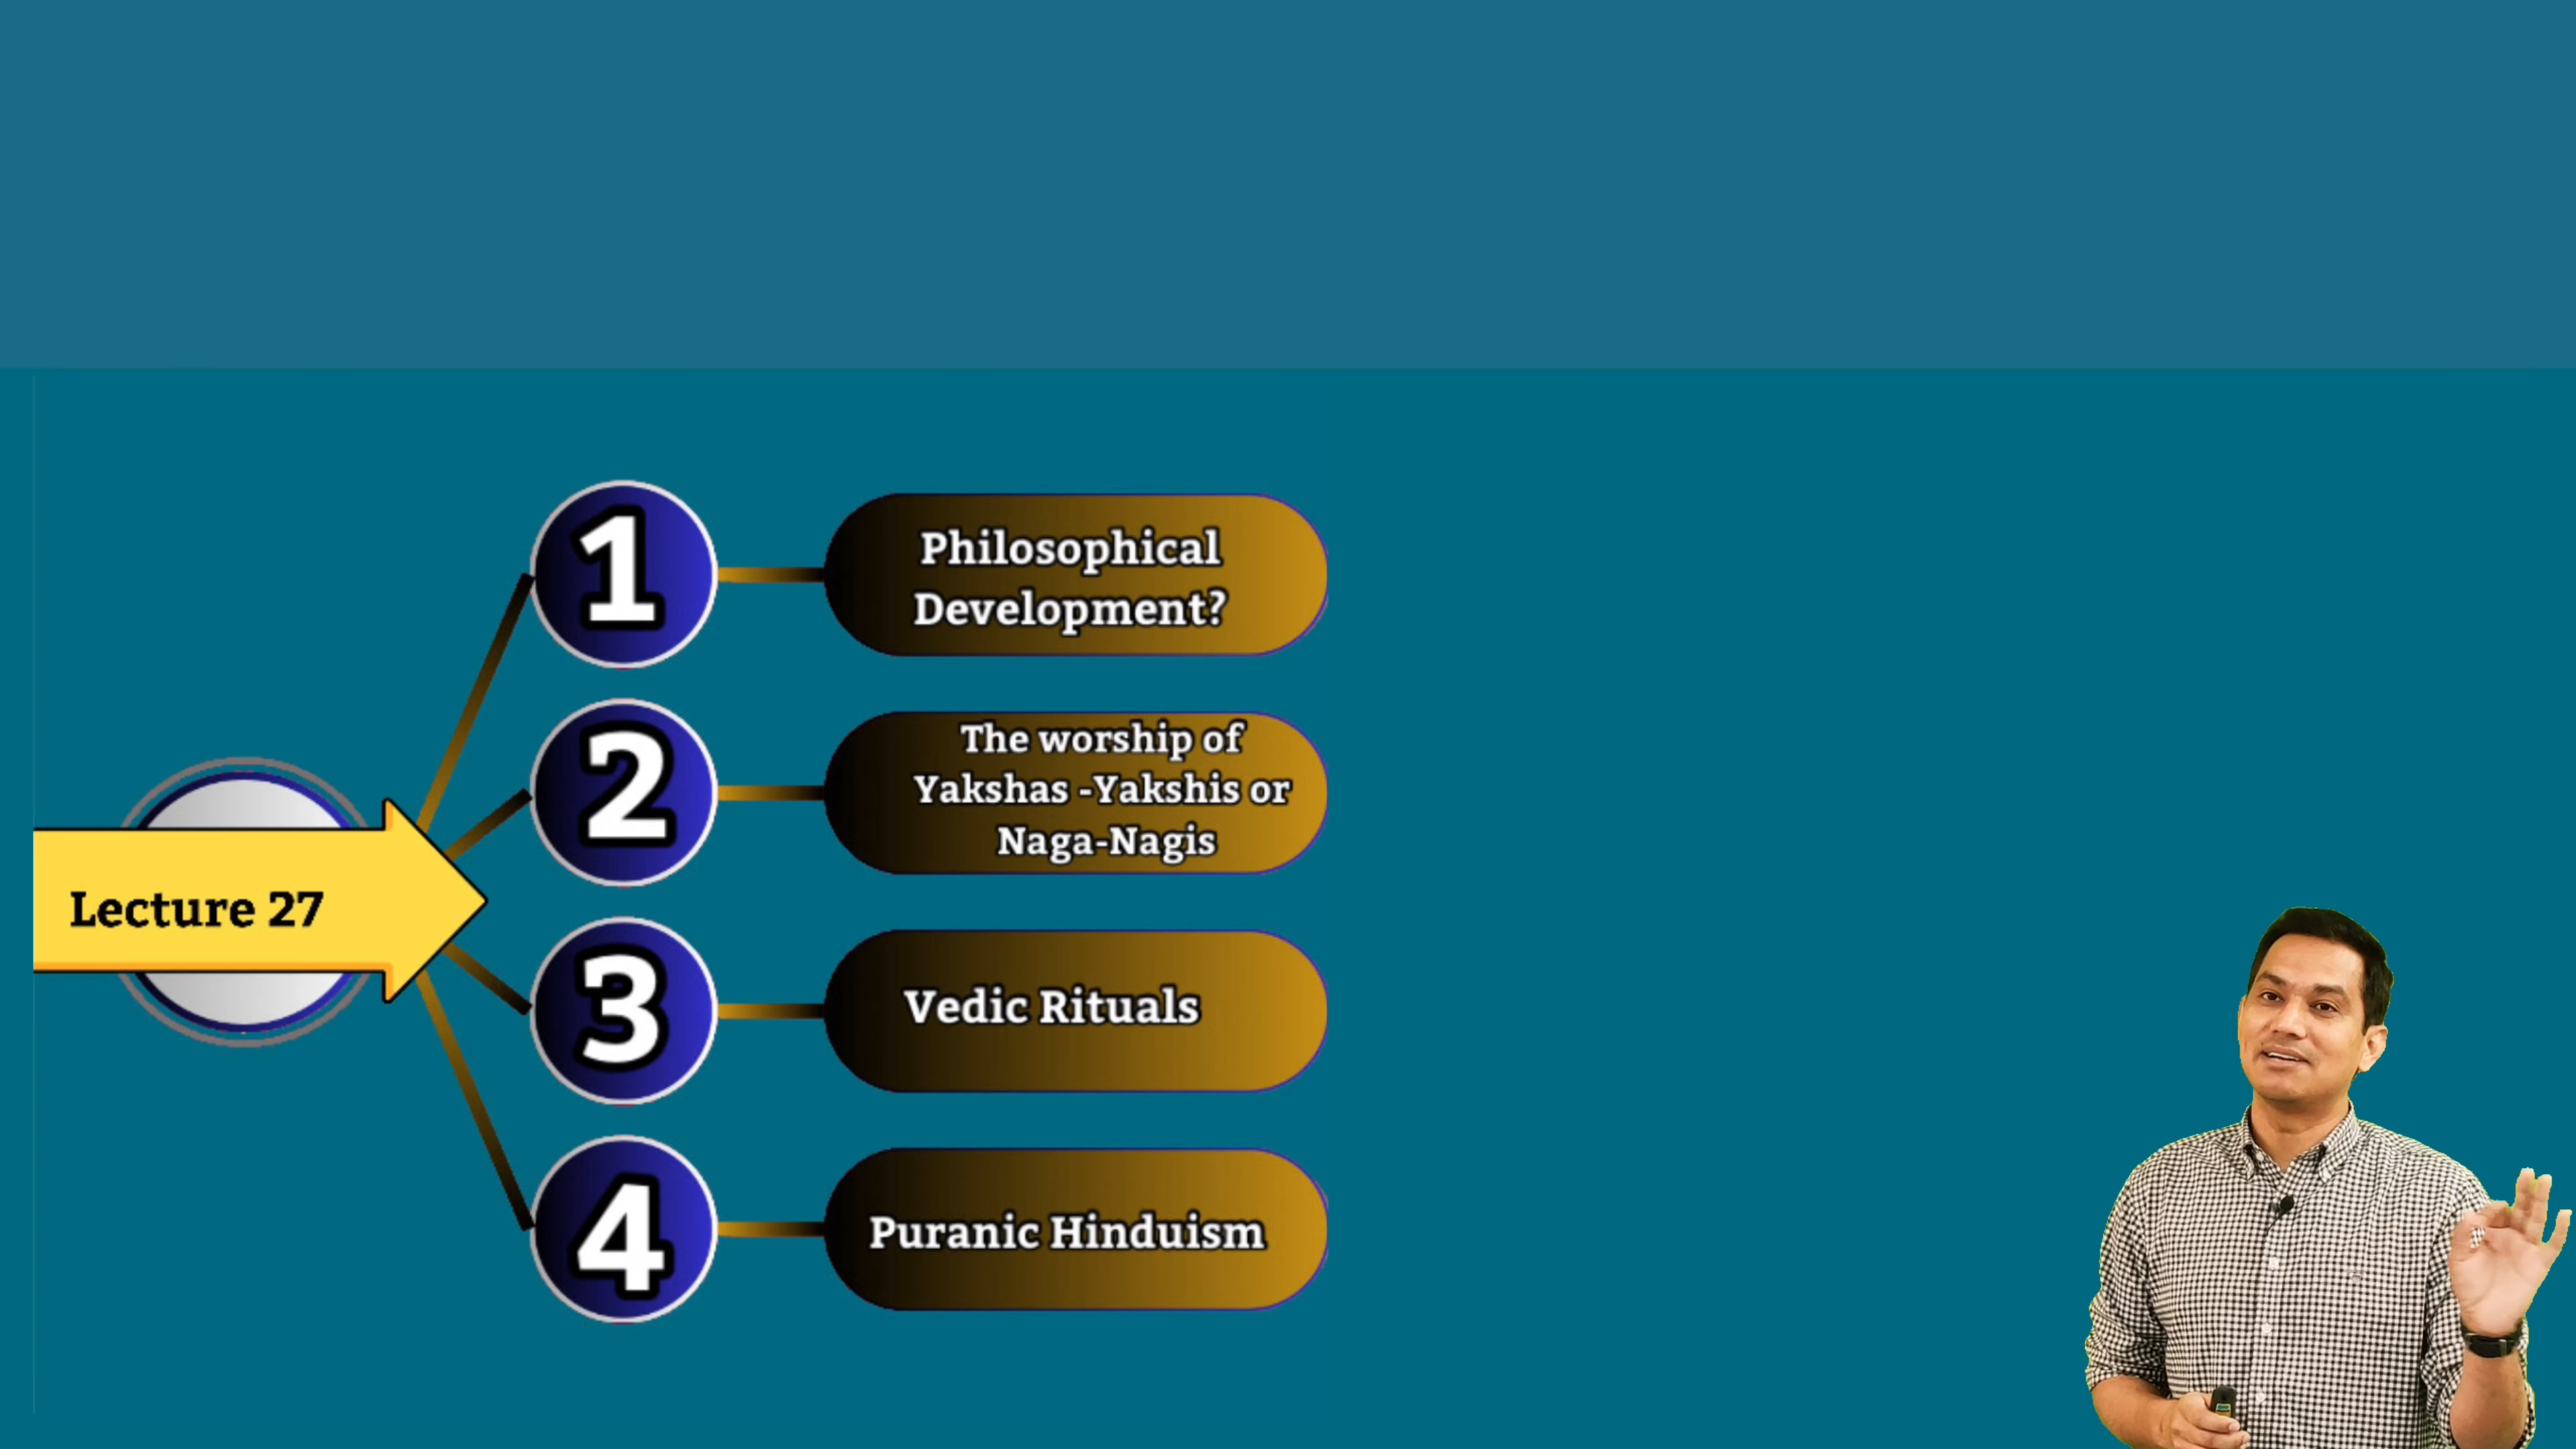 1
Philosophical
Development?
2
The worship of
Yakshas -Yakshis or
Naga-Nagis
Lecture 27
3
Vedic Rituals
4
Puranic Hinduism